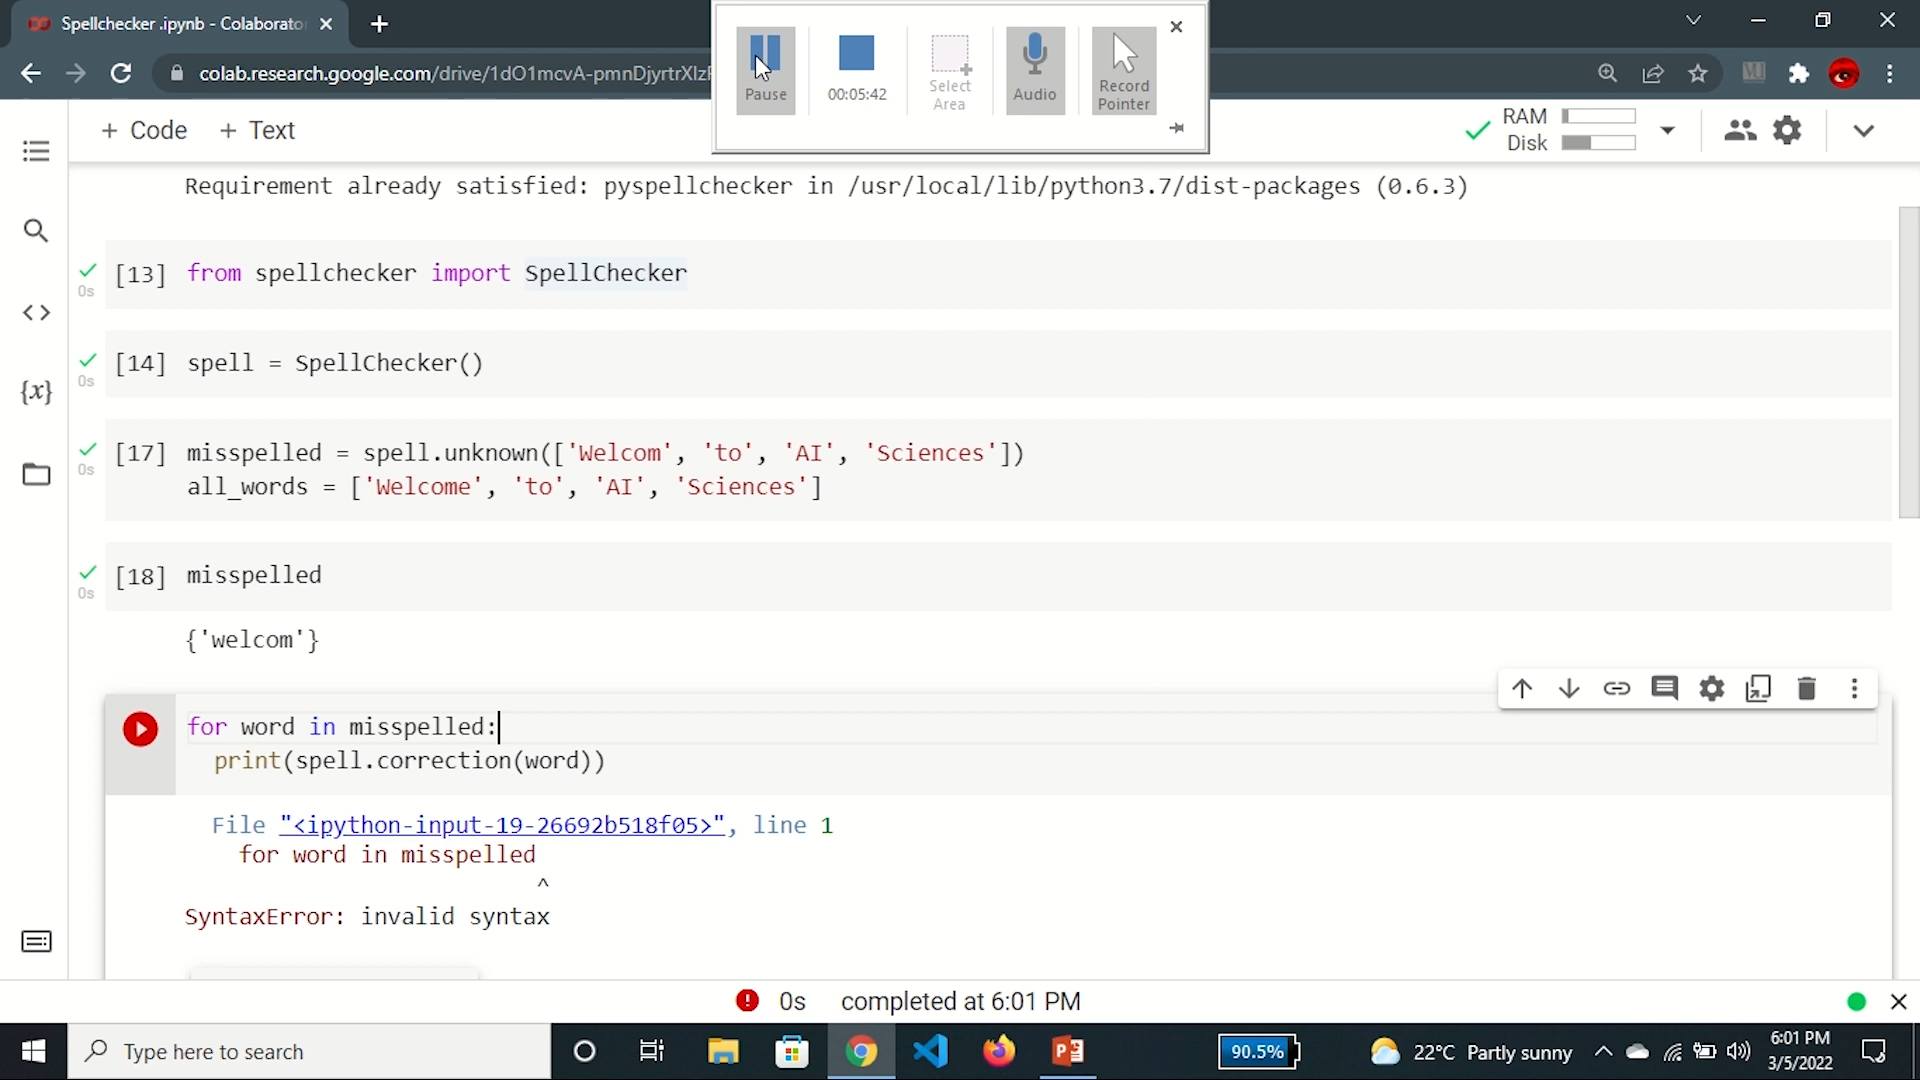 Spellchecker .ipynb - Colaborato
colab.research.google.com/drive/1dO1mcvA-pmnDjyrtrXIzF
Pause
00:05:42
Select
Area
Audio
Record
Pointer
+ Code + Text
RAM
Disk
Requirement already satisfied: pyspellchecker in /usr/local/lib/python3.7/dist-packages (0.6.3)
0s
[13] from spellchecker import SpellChecker
0s
[14] spell = SpellChecker()
0s
[17] misspelled = spell.unknown(['Welcom', 'to', 'AI', 'Sciences'])
all_words = ['Welcome', 'to', 'AI', 'Sciences']
0s
[18] misspelled
{'welcom'}
for word in misspelled:
print(spell.correction(word))
File "<ipython-input-19-26692b518f05>", line 1
for word in misspelled
^
SyntaxError: invalid syntax
0s completed at 6:01 PM
Type here to search
90.5%
22°C Partly sunny
6:01 PM
3/5/2022